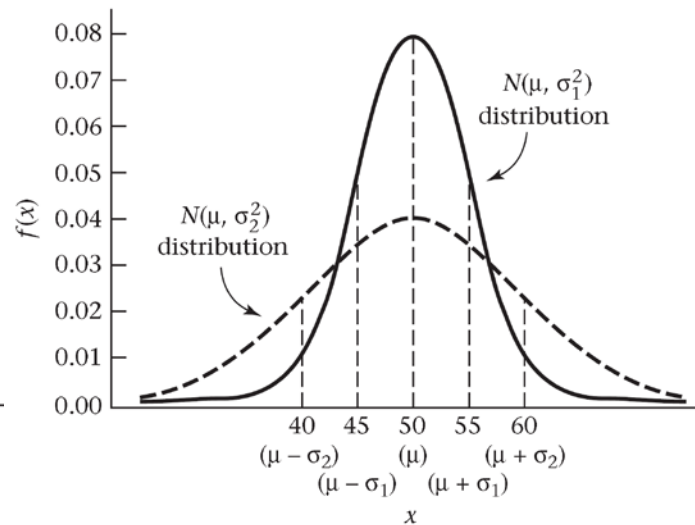 0.08
0.07
0.06
0.05
0.04
0.03
0.02
0.01
0.00
f(x)
N(μ, σ₁²)
distribution
N(μ, σ₂²)
distribution
40 45 50 55 60
(μ – σ₂) (μ) (μ + σ₂)
(μ – σ₁) (μ + σ₁)
x